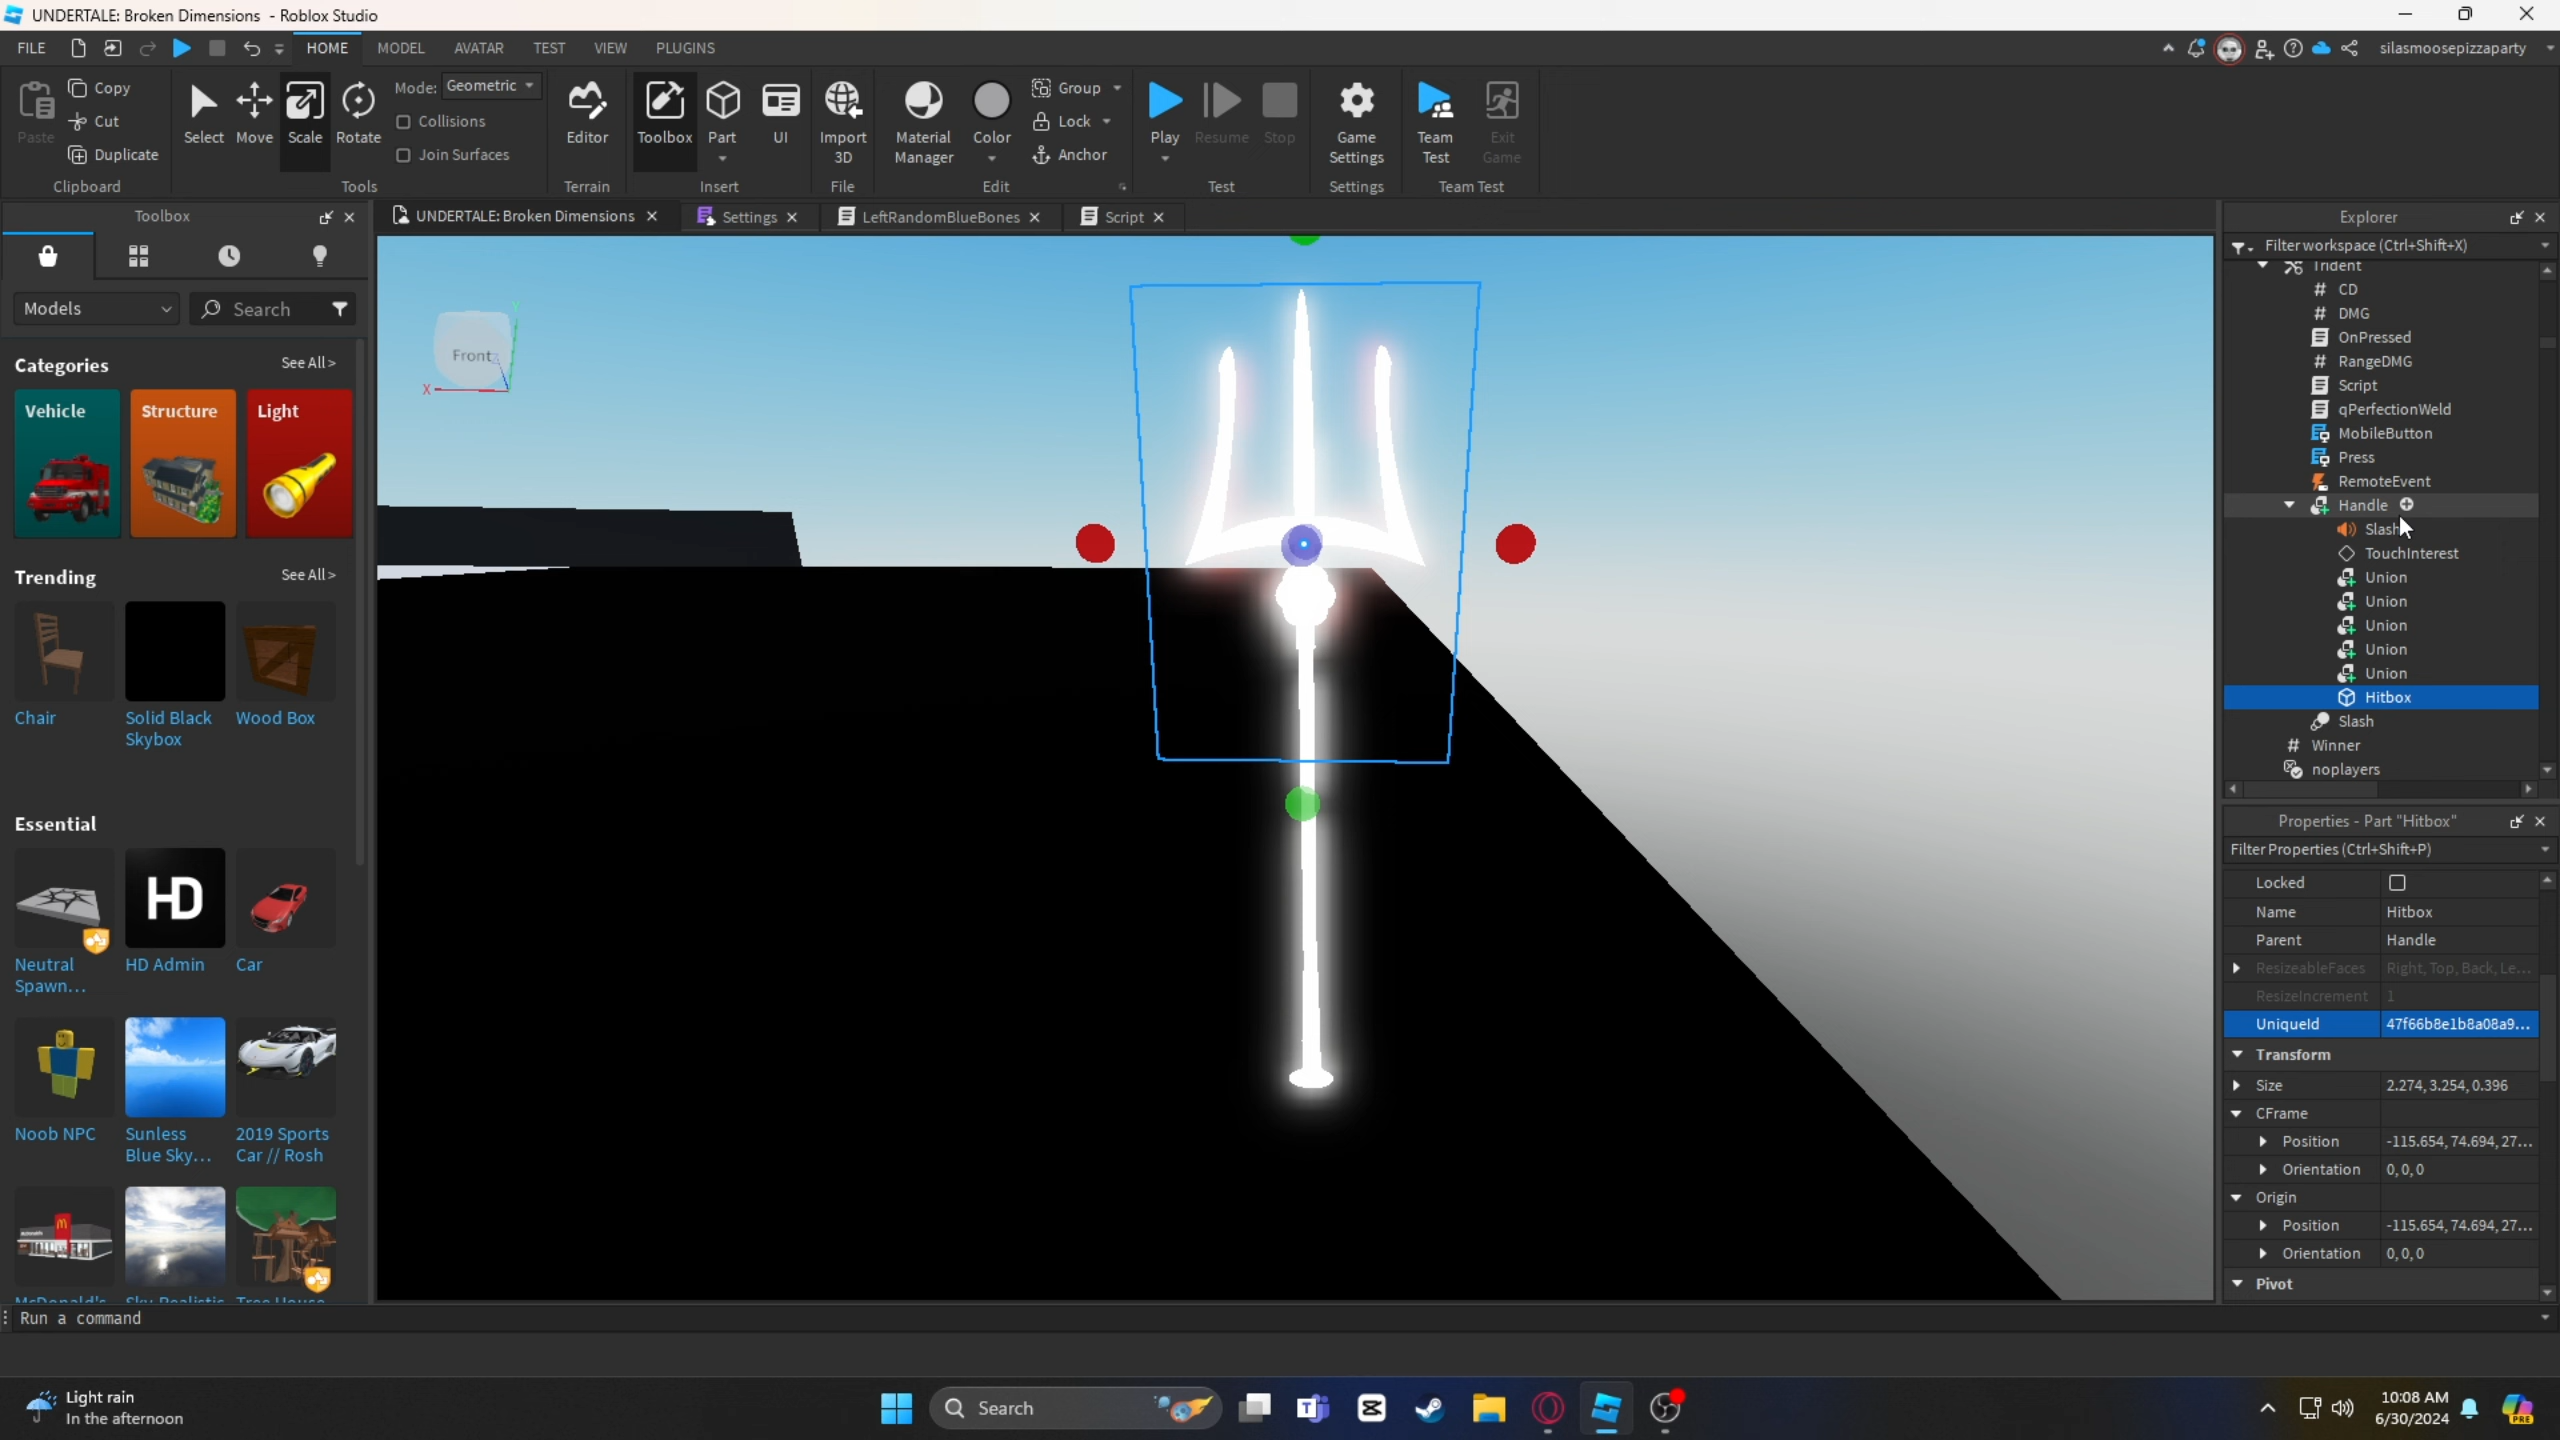 UNDERTALE: Broken Dimensions - Roblox Studio
FILE HOME MODEL AVATAR TEST VIEW PLUGINS silasmoosepizzaparty
Paste Copy Cut Duplicate Clipboard
Select Move Scale Rotate Mode: Geometric
Collisions
Join Surfaces
Tools
Editor
Terrain
Toolbox Part UI
Insert
Import 3D
File
Material Manager
Color
Group
Lock
Anchor
Edit
Play Resume Stop
Test
Game Settings
Settings
Team Test
Exit Game
Team Test
Toolbox
Models Search
Categories See All >
Vehicle Structure Light
Trending See All >
Chair Solid Black Skybox Wood Box
Essential
HD
Neutral Spawn... HD Admin Car
Noob NPC Sunless Blue Sky... 2019 Sports Car // Rosh
UNDERTALE: Broken Dimensions Settings LeftRandomBlueBones Script
Front
X
Explorer
Filter workspace (Ctrl+Shift+X)
Trident
CD
DMG
OnPressed
RangeDMG
Script
qPerfectionWeld
MobileButton
Press
RemoteEvent
Handle
Slash
TouchInterest
Union
Union
Union
Union
Union
Hitbox
Slash
Winner
noplayers
Properties - Part "Hitbox"
Filter Properties (Ctrl+Shift+P)
Locked
Name Hitbox
Parent Handle
ResizeableFaces Right, Top, Back, Le...
ResizeIncrement 1
UniqueId 47f66b8e1b8a08a9...
Transform
Size 2.274, 3.254, 0.396
CFrame
Position -115.654, 74.694, 27...
Orientation 0, 0, 0
Origin
Position -115.654, 74.694, 27...
Orientation 0, 0, 0
Pivot
Run a command
Light rain
In the afternoon
Search
10:08 AM
6/30/2024
PRE